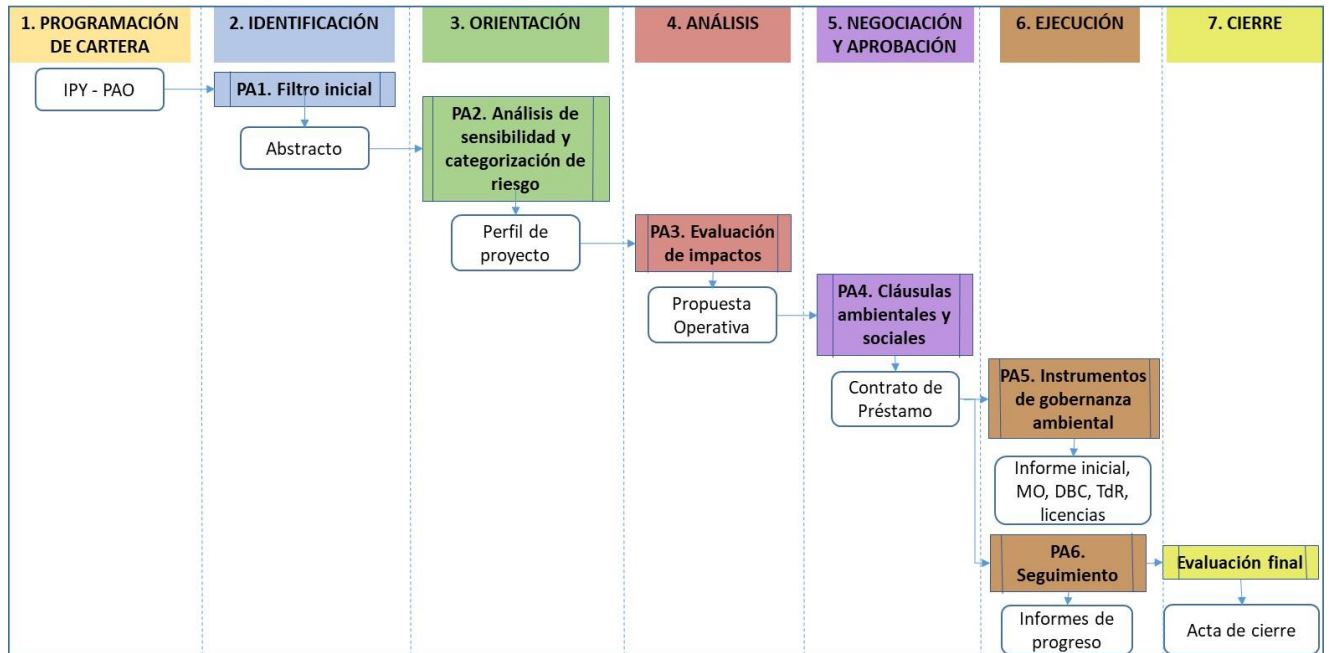 1. PROGRAMACIÓN
DE CARTERA
2. IDENTIFICACIÓN
3. ORIENTACIÓN
4. ANÁLISIS
5. NEGOCIACIÓN
Y APROBACIÓN
6. EJECUCIÓN
7. CIERRE
IPY - PAO
PA1. Filtro inicial
Abstracto
PA2. Análisis de
sensibilidad y
categorización de
riesgo
Perfil de
proyecto
PA3. Evaluación
de impactos
Propuesta
Operativa
PA4. Cláusulas
ambientales y
sociales
Contrato de
Préstamo
PA5. Instrumentos
de gobernanza
ambiental
Informe inicial,
MO, DBC, TdR,
licencias
PA6.
Seguimiento
Informes de
progreso
Evaluación final
Acta de cierre